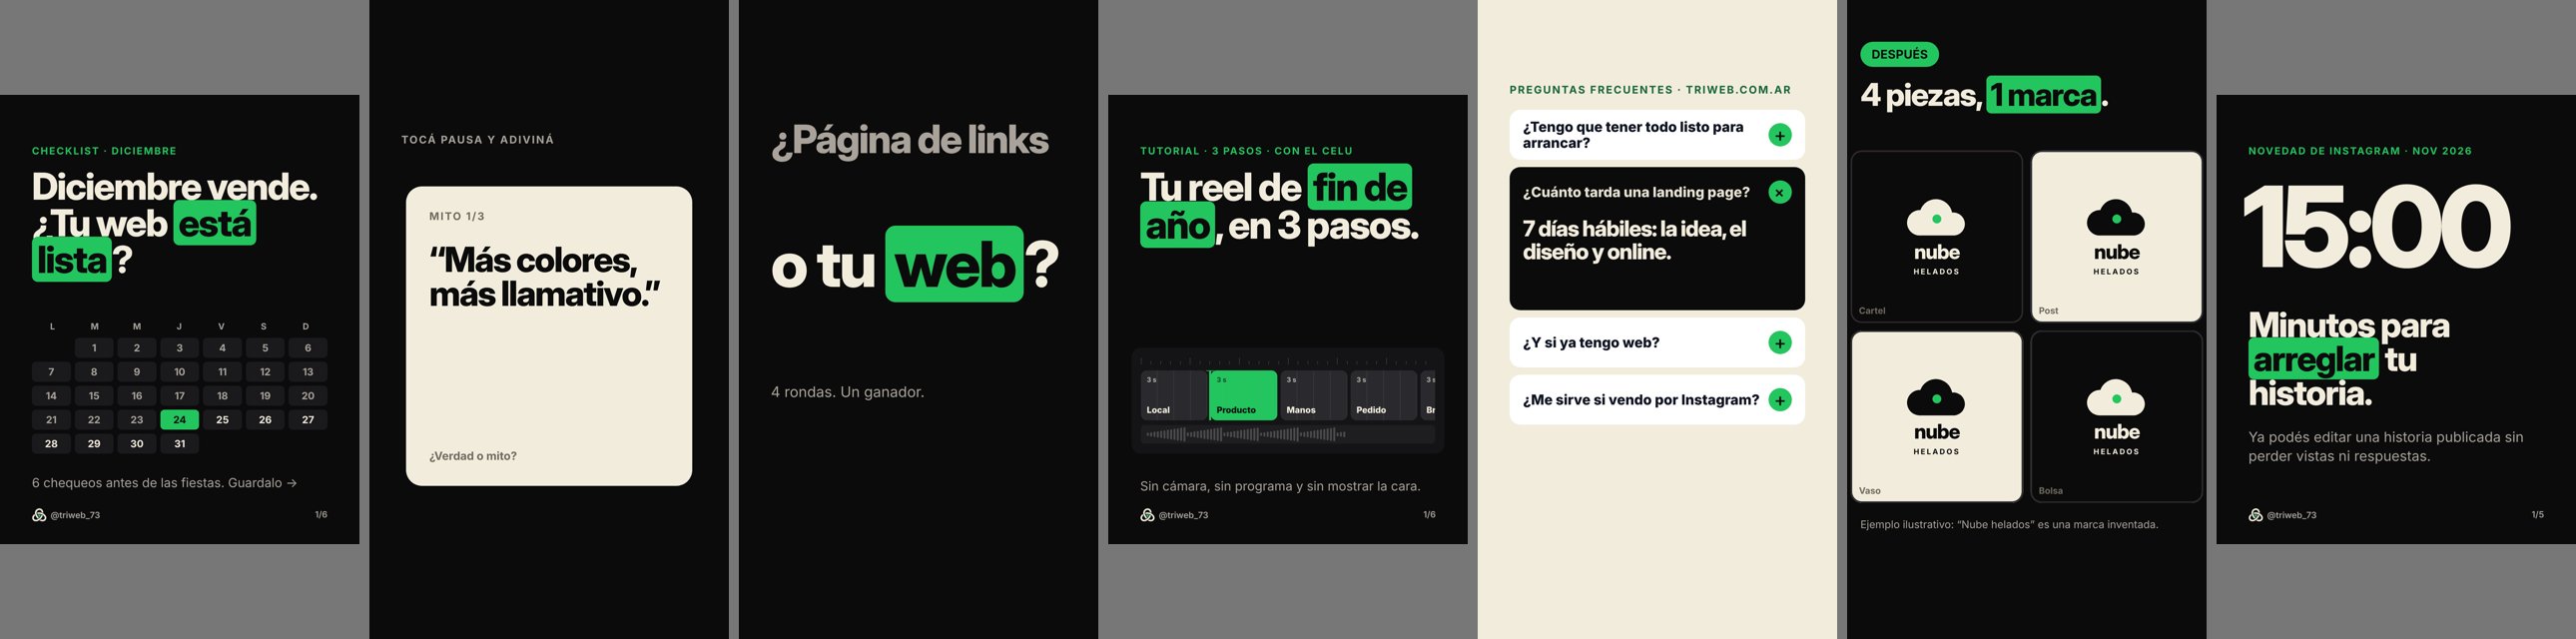 CHECKLIST · DICIEMBRE
Diciembre vende.
¿Tu web está
lista?
L M M J V S D
1 2 3 4 5 6
7 8 9 10 11 12 13
14 15 16 17 18 19 20
21 22 23 24 25 26 27
28 29 30 31
6 chequeos antes de las fiestas. Guardalo →
@triweb_73 1/6
TOCÁ PAUSA Y ADIVINÁ
MITO 1/3
“Más colores,
más llamativo.”
¿Verdad o mito?
¿Página de links
o tu web?
4 rondas. Un ganador.
TUTORIAL · 3 PASOS · CON EL CELU
Tu reel de fin de
año, en 3 pasos.
3 s 3 s 3 s 3 s 3 s
Local Producto Manos Pedido Br
Sin cámara, sin programa y sin mostrar la cara.
@triweb_73 1/6
PREGUNTAS FRECUENTES · TRIWEB.COM.AR
¿Tengo que tener todo listo para
arrancar?
¿Cuánto tarda una landing page?
7 días hábiles: la idea, el
diseño y online.
¿Y si ya tengo web?
¿Me sirve si vendo por Instagram?
DESPUÉS
4 piezas, 1 marca.
nube
HELADOS
Cartel
nube
HELADOS
Post
nube
HELADOS
Vaso
nube
HELADOS
Bolsa
Ejemplo ilustrativo: “Nube helados” es una marca inventada.
NOVEDAD DE INSTAGRAM · NOV 2026
15:00
Minutos para
arreglar tu
historia.
Ya podés editar una historia publicada sin
perder vistas ni respuestas.
@triweb_73 1/5